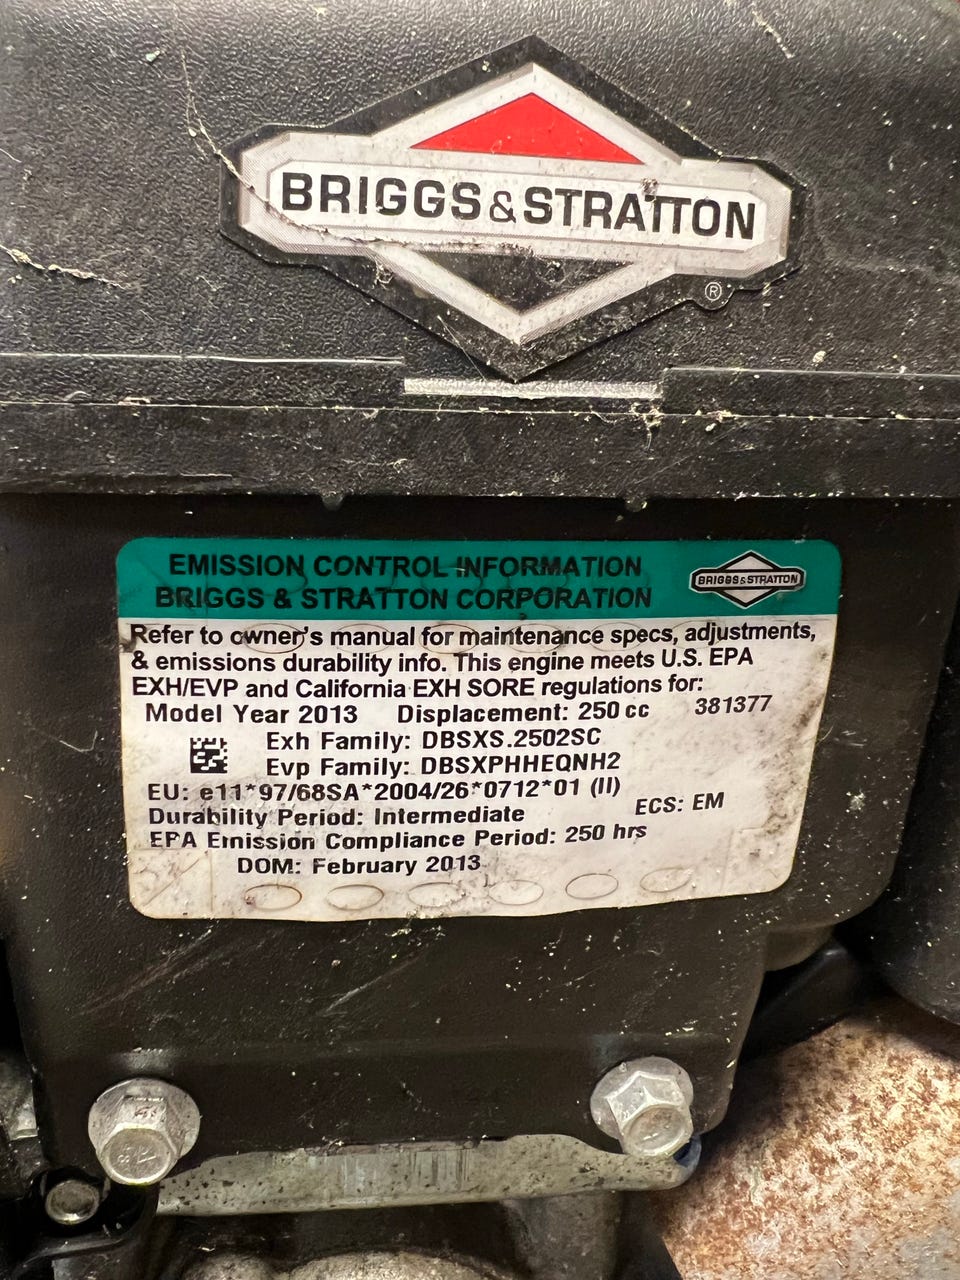 BRIGGS&STRATTON
®
EMISSION CONTROL INFORMATION
BRIGGS & STRATTON CORPORATION
BRIGGS&STRATTON
Refer to owner's manual for maintenance specs, adjustments,
& emissions durability info. This engine meets U.S. EPA
EXH/EVP and California EXH SORE regulations for:
Model Year 2013 Displacement: 250 cc 381377
Exh Family: DBSXS.2502SC
Evp Family: DBSXPHHEQNH2
EU: e11*97/68SA*2004/26*0712*01 (II)
Durability Period: Intermediate ECS: EM
EPA Emission Compliance Period: 250 hrs
DOM: February 2013